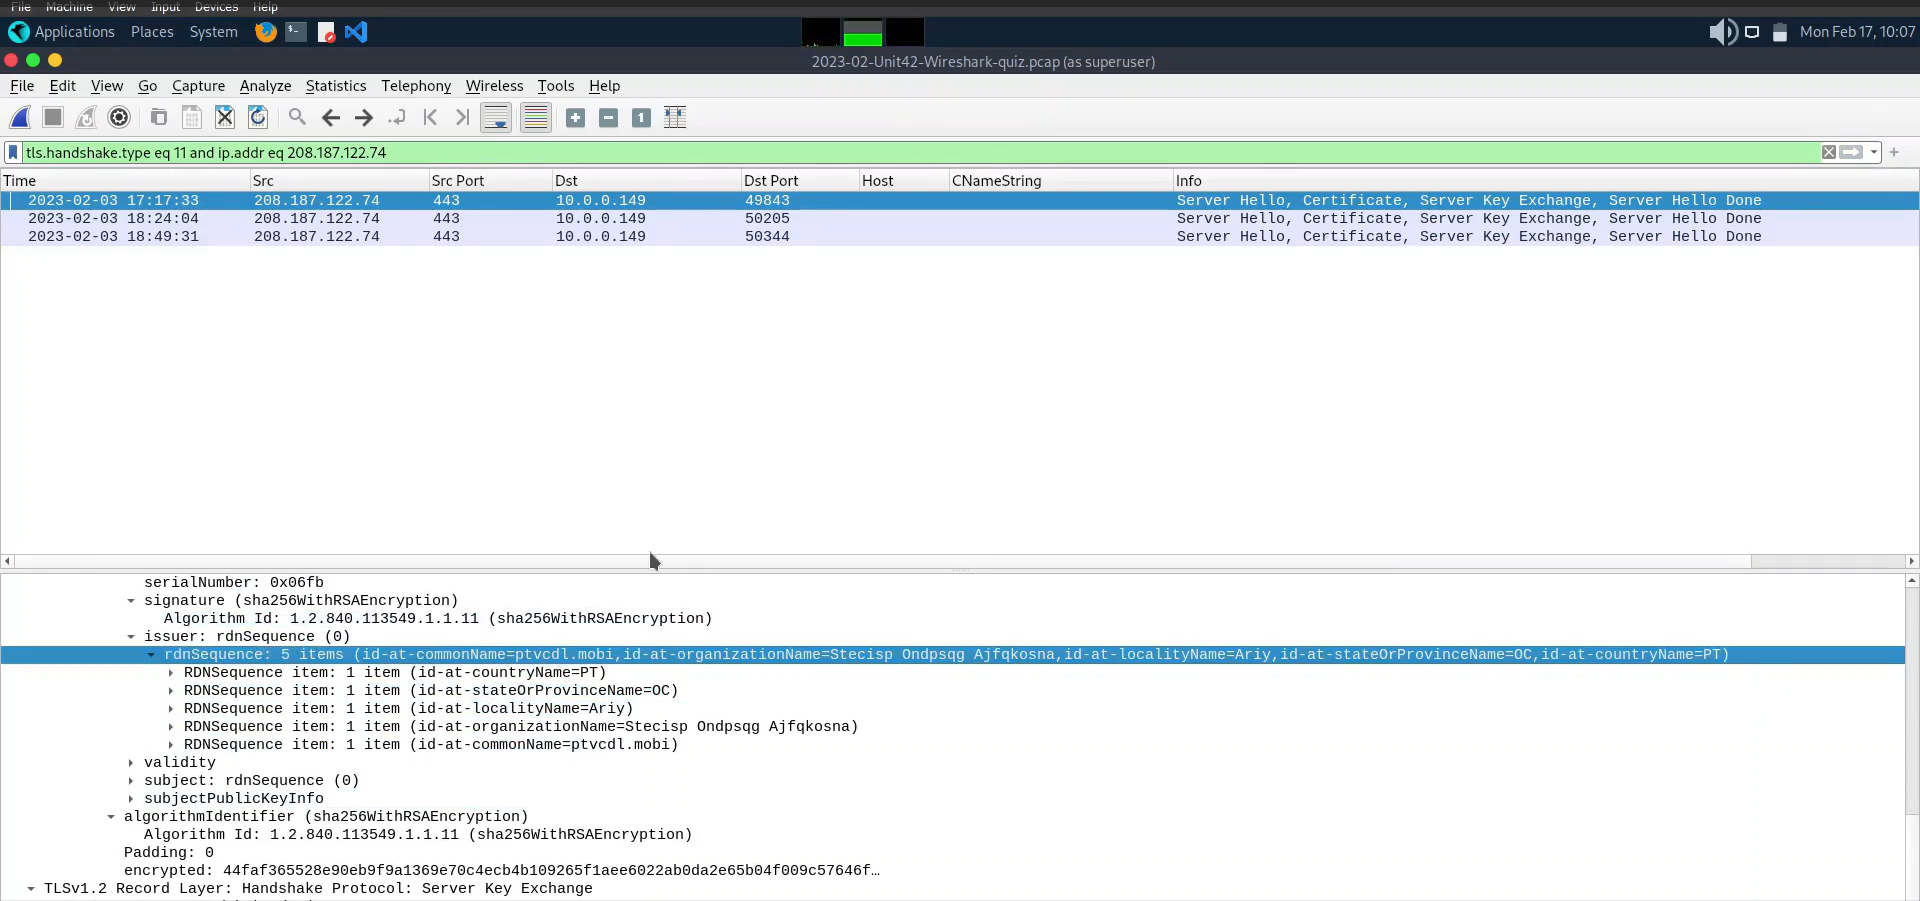 File Machine View Input Devices Help
Applications Places System Mon Feb 17, 10:07
2023-02-Unit42-Wireshark-quiz.pcap (as superuser)
File Edit View Go Capture Analyze Statistics Telephony Wireless Tools Help
tls.handshake.type eq 11 and ip.addr eq 208.187.122.74
Time Src Src Port Dst Dst Port Host CNameString Info
2023-02-03 17:17:33 208.187.122.74 443 10.0.0.149 49843 Server Hello, Certificate, Server Key Exchange, Server Hello Done
2023-02-03 18:24:04 208.187.122.74 443 10.0.0.149 50205 Server Hello, Certificate, Server Key Exchange, Server Hello Done
2023-02-03 18:49:31 208.187.122.74 443 10.0.0.149 50344 Server Hello, Certificate, Server Key Exchange, Server Hello Done
serialNumber: 0x06fb
signature (sha256WithRSAEncryption)
Algorithm Id: 1.2.840.113549.1.1.11 (sha256WithRSAEncryption)
issuer: rdnSequence (0)
rdnSequence: 5 items (id-at-commonName=ptvcdl.mobi,id-at-organizationName=Stecisp Ondpsqg Ajfqkosna,id-at-localityName=Ariy,id-at-stateOrProvinceName=OC,id-at-countryName=PT)
RDNSequence item: 1 item (id-at-countryName=PT)
RDNSequence item: 1 item (id-at-stateOrProvinceName=OC)
RDNSequence item: 1 item (id-at-localityName=Ariy)
RDNSequence item: 1 item (id-at-organizationName=Stecisp Ondpsqg Ajfqkosna)
RDNSequence item: 1 item (id-at-commonName=ptvcdl.mobi)
validity
subject: rdnSequence (0)
subjectPublicKeyInfo
algorithmIdentifier (sha256WithRSAEncryption)
Algorithm Id: 1.2.840.113549.1.1.11 (sha256WithRSAEncryption)
Padding: 0
encrypted: 44faf365528e90eb9f9a1369e70c4ecb4b109265f1aee6022ab0da2e65b04f009c57646f…
TLSv1.2 Record Layer: Handshake Protocol: Server Key Exchange